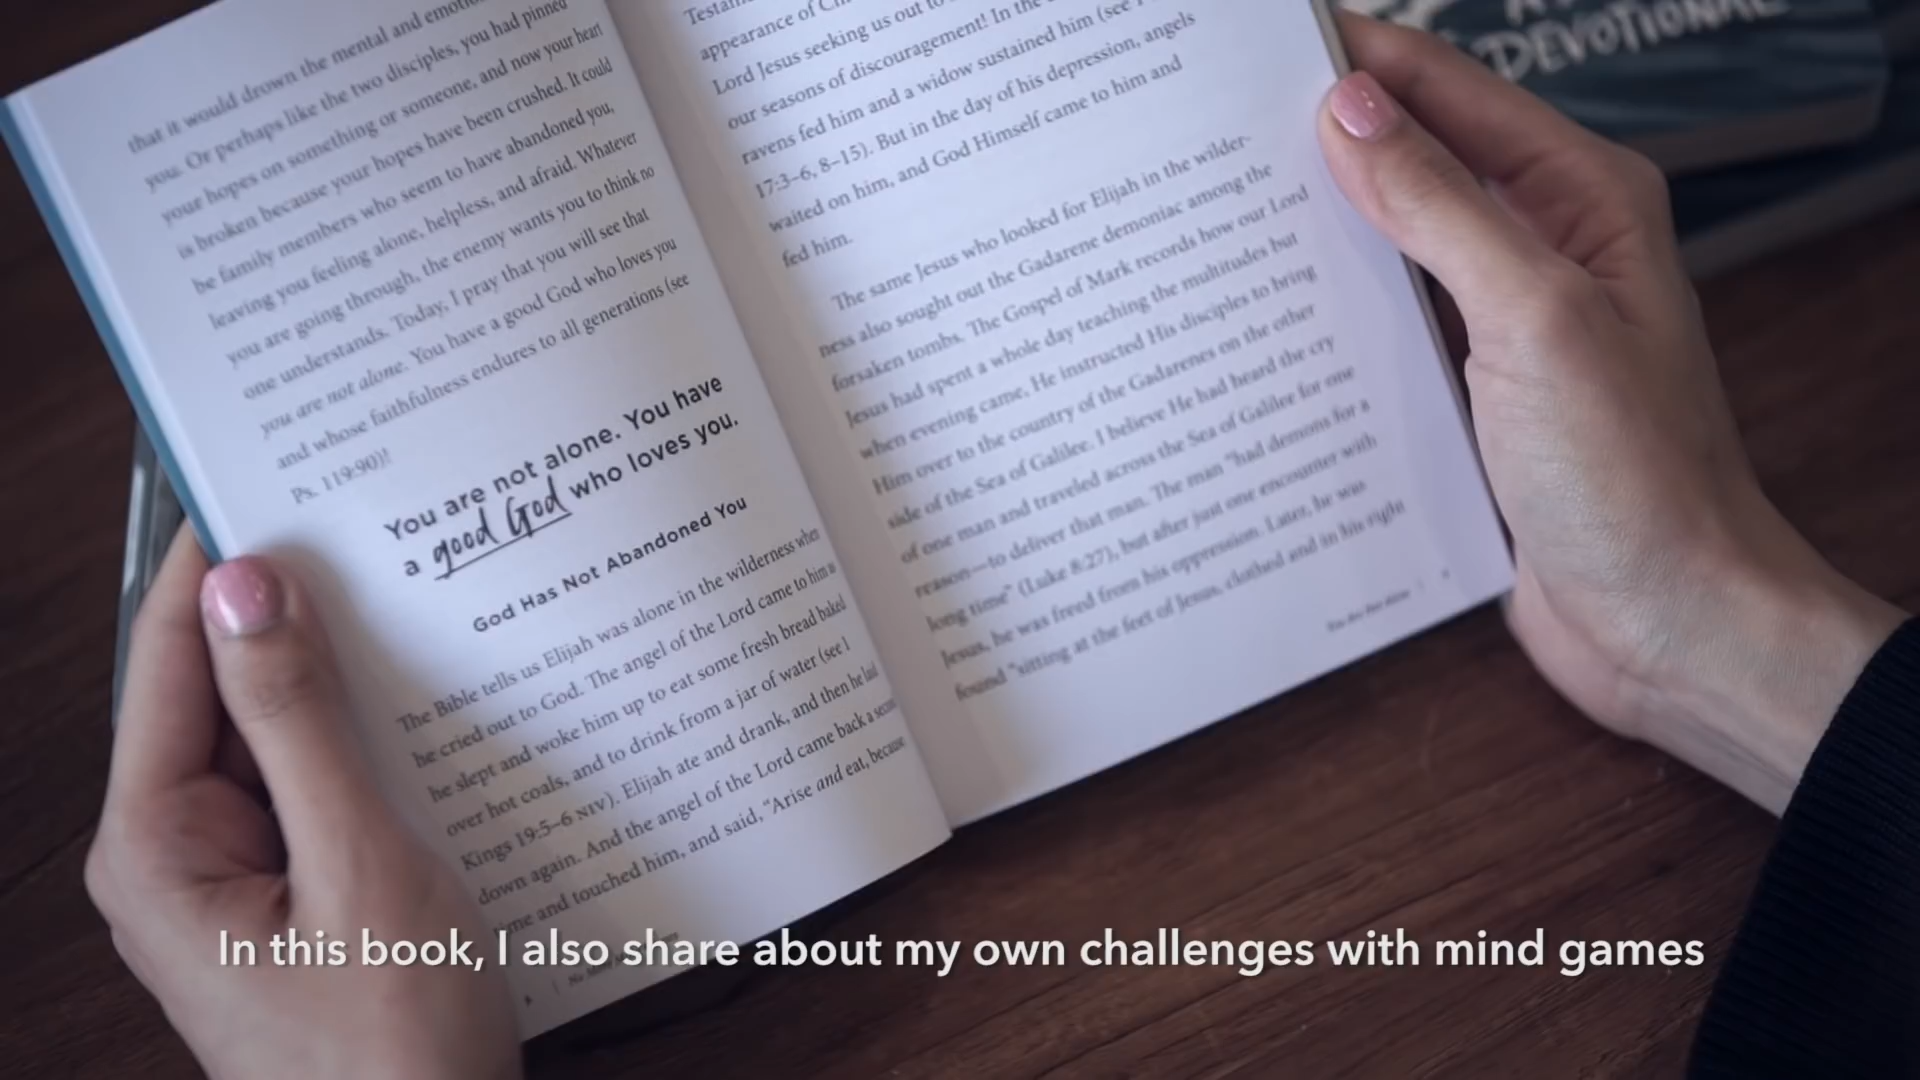 that it would drown the mental and
you. Or perhaps like the two disciples, you had pinned
your hopes on something or someone, and now your heart
is broken because your hopes have been crushed. It could
be family members who seem to have abandoned you,
leaving you feeling alone, helpless, and afraid. Whatever
you are going through, the enemy wants you to think no
one understands. Today, I pray that you will see that
you are not alone. You have a good God who loves you
and whose faithfulness endures to all generations (see
Ps. 119:90)!
You are not alone. You have
a good God who loves you.
God Has Not Abandoned You
The Bible tells us Elijah was alone in the wilderness when
he cried out to God. The angel of the Lord came to him as
he slept and woke him up to eat some fresh bread baked
over hot coals, and to drink from a jar of water (see 1
Kings 19:5–6 NIV). Elijah ate and drank, and then he laid
down again. And the angel of the Lord came back a second
time and touched him, and said, “Arise and eat, because
appearance of
Lord Jesus seeking us out
our seasons of discouragement! In the
ravens fed him and a widow sustained him (see
17:3–6, 8–15). But in the day of his depression, angels
waited on him, and God Himself came to him and
fed him.
The same Jesus who looked for Elijah in the wilder-
ness also sought out the Gadarene demoniac among the
forsaken tombs. The Gospel of Mark records how our Lord
Jesus had spent a whole day teaching the multitudes but
when evening came, He instructed His disciples to bring
Him over to the country of the Gadarenes on the other
side of the Sea of Galilee. I believe He had heard the cry
of one man and traveled across the Sea of Galilee for one
reason—to deliver that man. The man “had demons for a
long time” (Luke 8:27), but after just one encounter with
Jesus, he was freed from his oppression. Later, he was
found “sitting at the feet of Jesus, clothed and in his right
You Are Not Alone
DEVOTIONAL
In this book, I also share about my own challenges with mind games